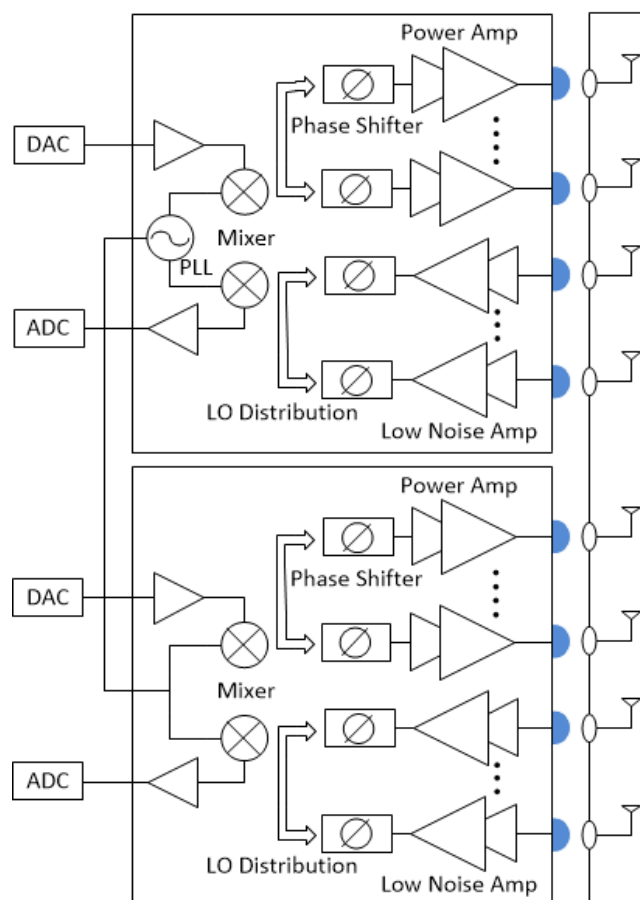 Power Amp
Phase Shifter
DAC
Mixer
PLL
ADC
LO Distribution
Low Noise Amp
Power Amp
Phase Shifter
DAC
Mixer
ADC
LO Distribution
Low Noise Amp